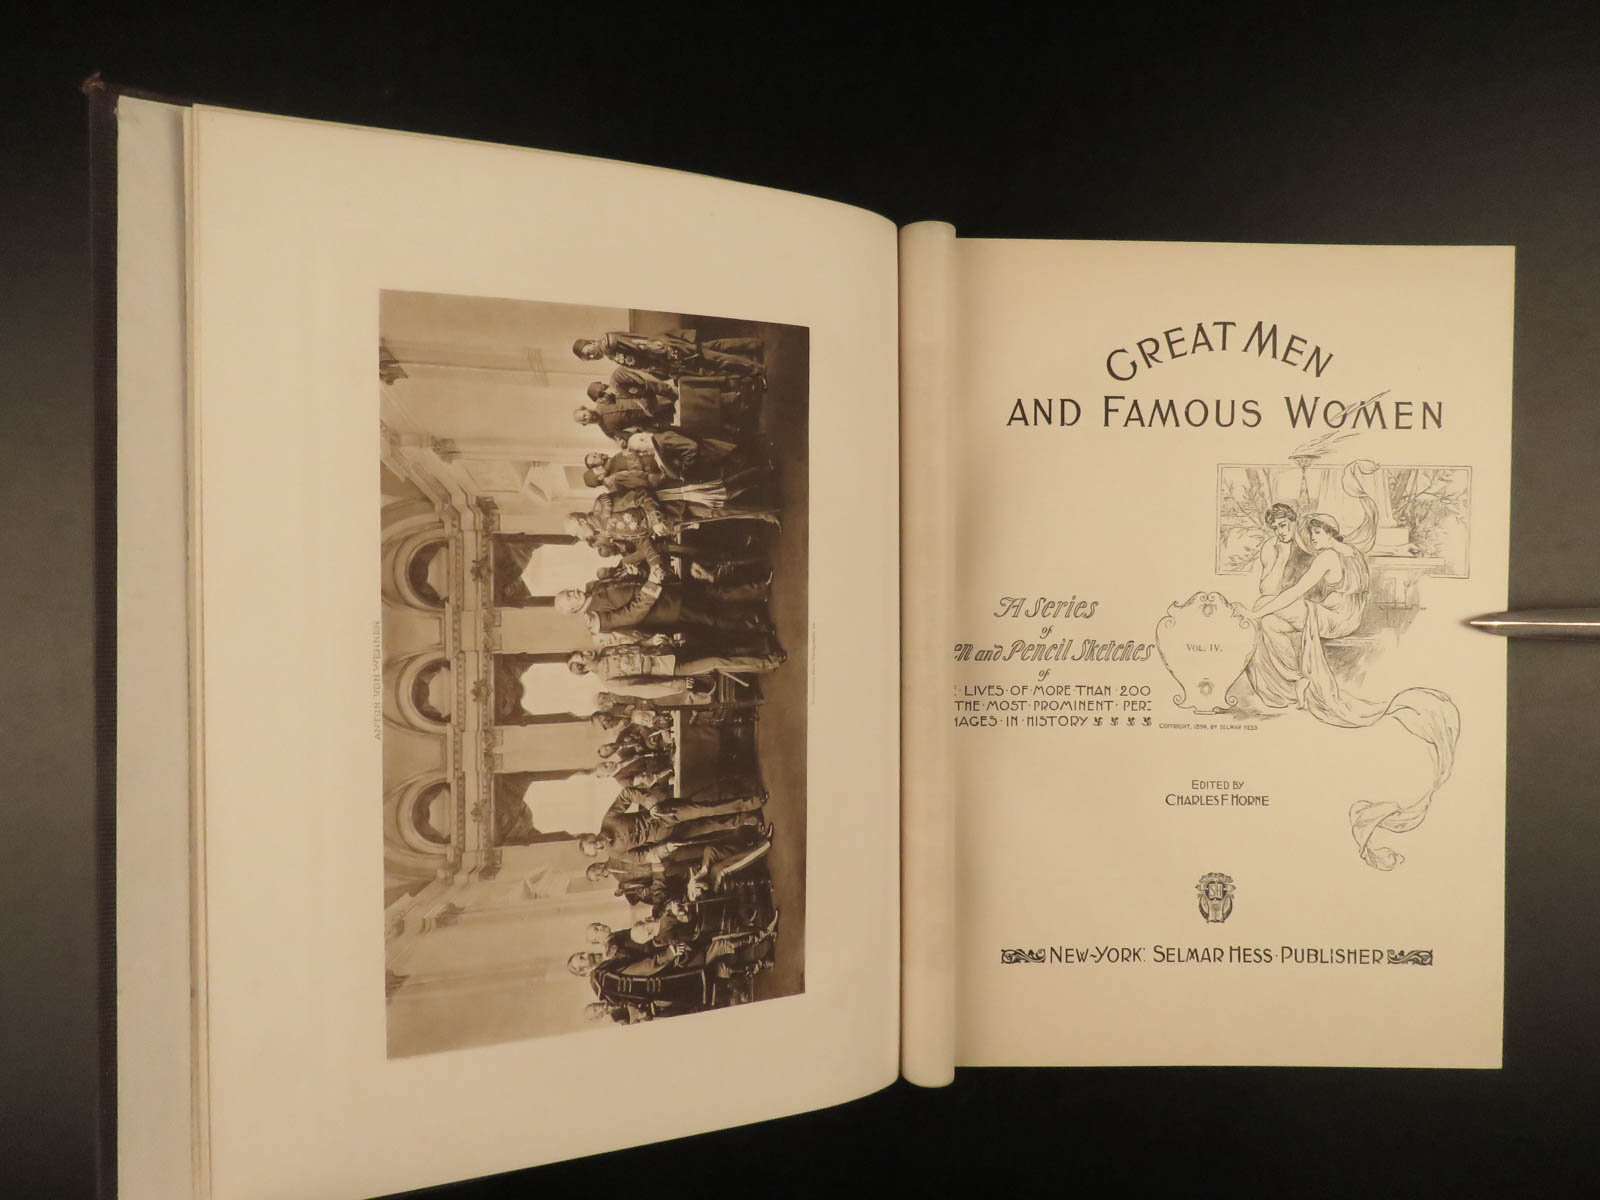 ANTON VON WERNER
GREAT MEN
AND FAMOUS WOMEN
A Series
of
en and Pencil Sketches
of
LIVES·OF·MORE·THAN·200
THE·MOST·PROMINENT·PER=
NAGES·IN·HISTORY
VOL. IV.
COPYRIGHT, 1894, BY SELMAR HESS
EDITED BY
CHARLES F. HORNE
SH
NEW-YORK: SELMAR HESS·PUBLISHER